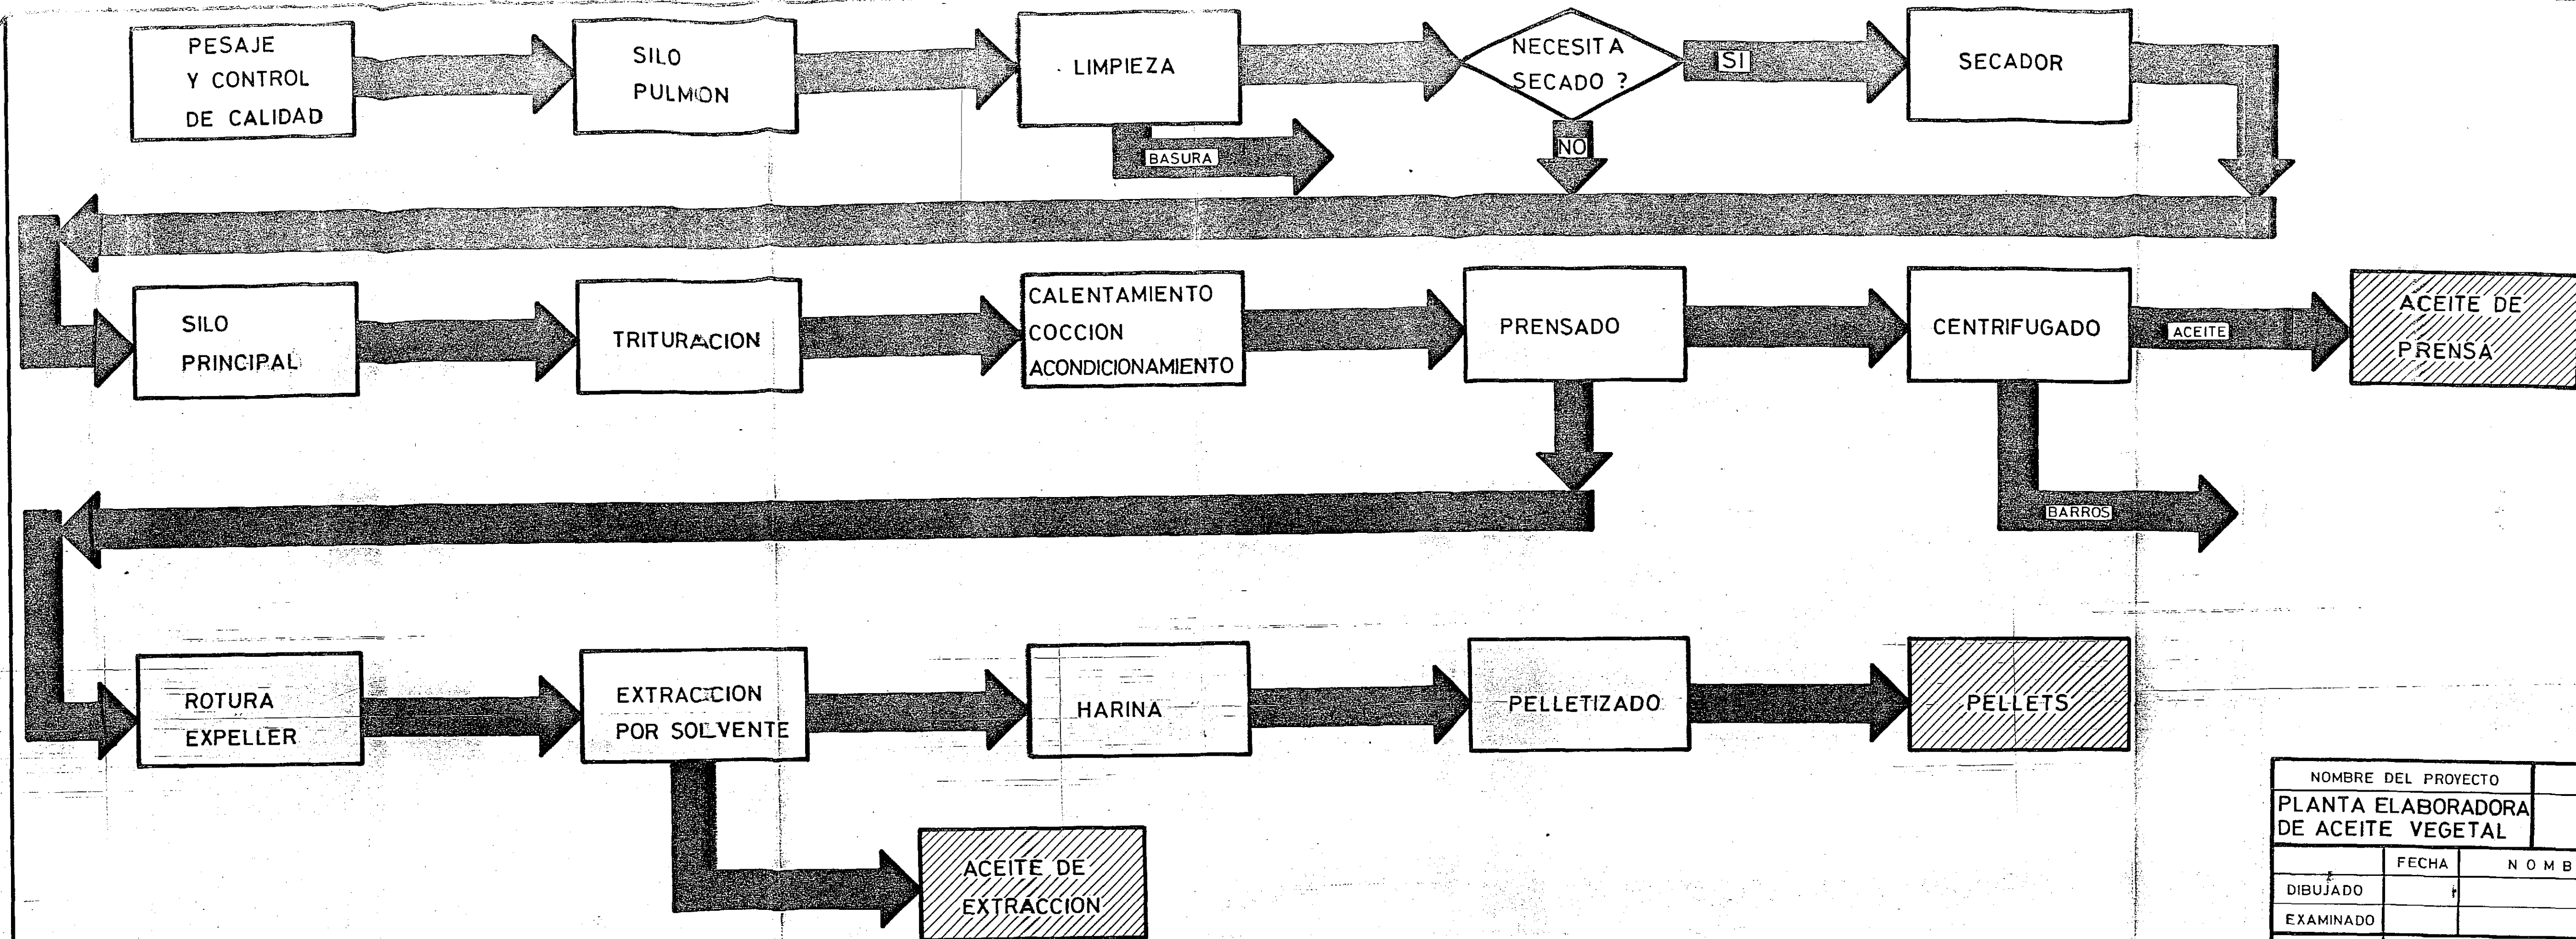 PESAJE
Y CONTROL
DE CALIDAD
SILO
PULMON
LIMPIEZA
NECESITA
SECADO ?
SI
SECADOR
BASURA
NO
SILO
PRINCIPAL
TRITURACION
CALENTAMIENTO
COCCION
ACONDICIONAMIENTO
PRENSADO
CENTRIFUGADO
ACEITE
ACEITE DE
PRENSA
BARROS
ROTURA
EXPELLER
EXTRACCION
POR SOLVENTE
HARINA
PELLETIZADO
PELLETS
ACEITE DE
EXTRACCION
NOMBRE DEL PROYECTO
PLANTA ELABORADORA
DE ACEITE VEGETAL
FECHA
NOMB
DIBUJADO
EXAMINADO